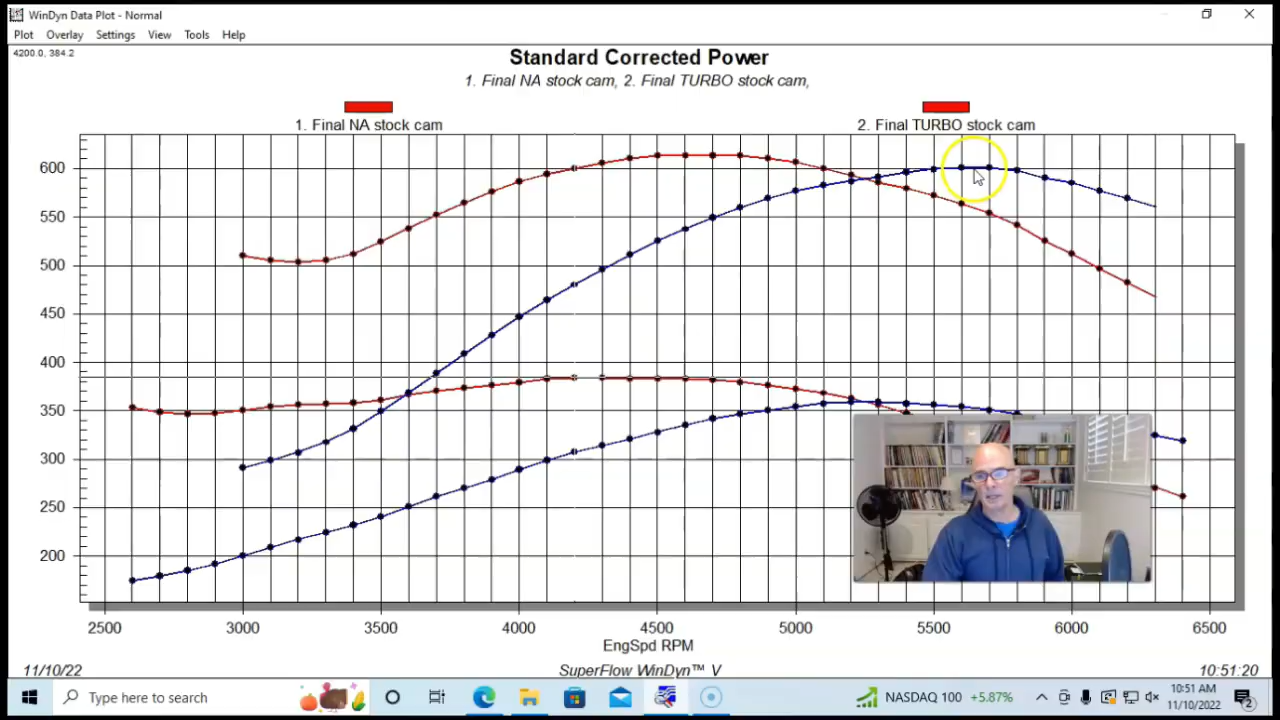 WinDyn Data Plot - Normal
Plot Overlay Settings View Tools Help
4200.0, 384.2
Standard Corrected Power
1. Final NA stock cam, 2. Final TURBO stock cam,
1. Final NA stock cam
2. Final TURBO stock cam
600
550
500
450
400
350
300
250
200
2500 3000 3500 4000 4500 5000 5500 6000 6500
EngSpd RPM
11/10/22 SuperFlow WinDyn™ V 10:51:20
Type here to search NASDAQ 100 +5.87% 10:51 AM
11/10/2022 2